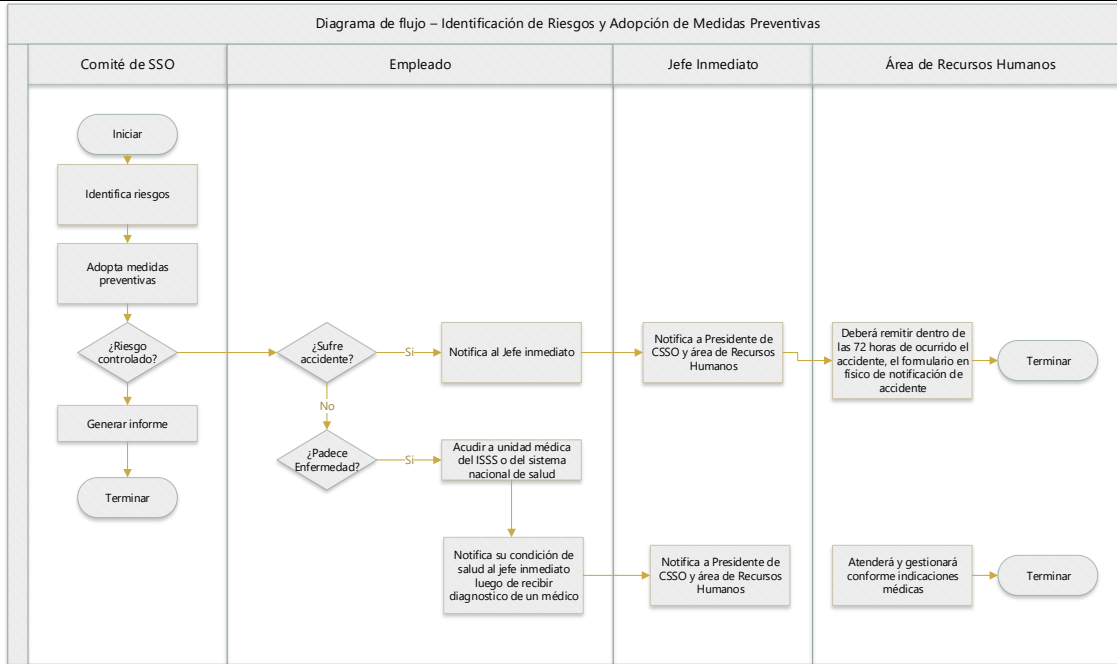 Diagrama de flujo – Identificación de Riesgos y Adopción de Medidas Preventivas
Comité de SSO
Empleado
Jefe Inmediato
Área de Recursos Humanos
Iniciar
Identifica riesgos
Adopta medidas
preventivas
¿Riesgo
controlado?
Generar informe
Terminar
¿Sufre
accidente?
Si
Notifica al Jefe inmediato
Notifica a Presidente de
CSSO y área de Recursos
Humanos
Deberá remitir dentro de
las 72 horas de ocurrido el
accidente, el formulario en
físico de notificación de
accidente
Terminar
No
¿Padece
Enfermedad?
Si
Acudir a unidad médica
del ISSS o del sistema
nacional de salud
Notifica su condición de
salud al jefe inmediato
luego de recibir
diagnostico de un médico
Notifica a Presidente de
CSSO y área de Recursos
Humanos
Atenderá y gestionará
conforme indicaciones
médicas
Terminar